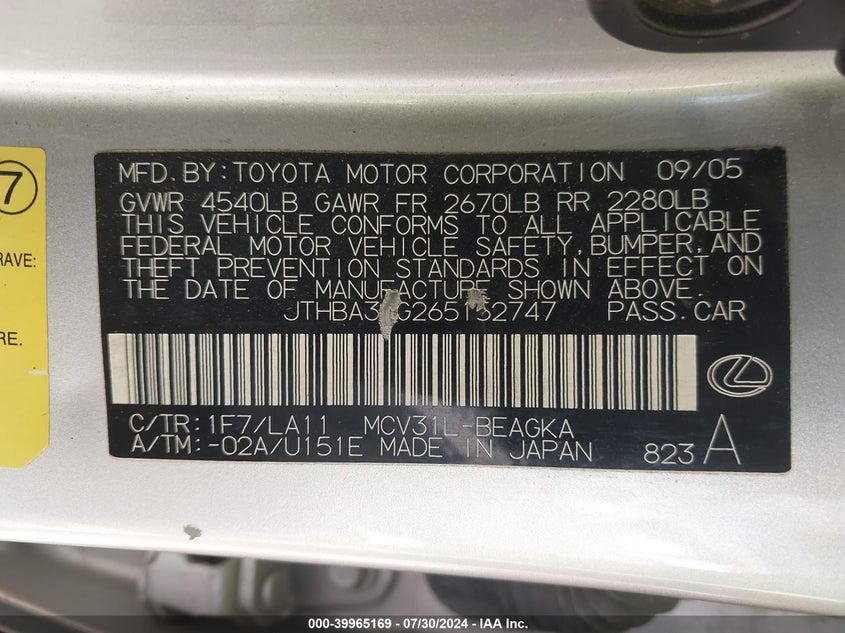 7
RAVE:
RE.
MFD.BY:TOYOTA MOTOR CORPORATION 09/05
GVWR 4540LB GAWR FR 2670LB RR 2280LB
THIS VEHICLE CONFORMS TO ALL APPLICABLE
FEDERAL MOTOR VEHICLE SAFETY,BUMPER,AND
THEFT PREVENTION STANDARDS IN EFFECT ON
THE DATE OF MANUFACTURE SHOWN ABOVE.
PASS.CAR
C/TR:1F7/LA11 MCV31L-BEAGKA
A/TM:-02A/U151E MADE IN JAPAN 823 A
000-39965169 - 07/30/2024 - IAA Inc.